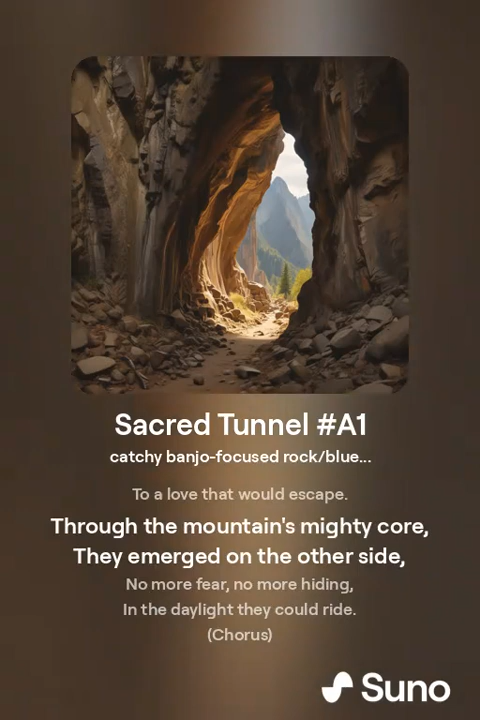 Sacred Tunnel #A1
catchy banjo-focused rock/blue...
To a love that would escape.
Through the mountain's mighty core,
They emerged on the other side,
No more fear, no more hiding,
In the daylight they could ride.
(Chorus)
Suno